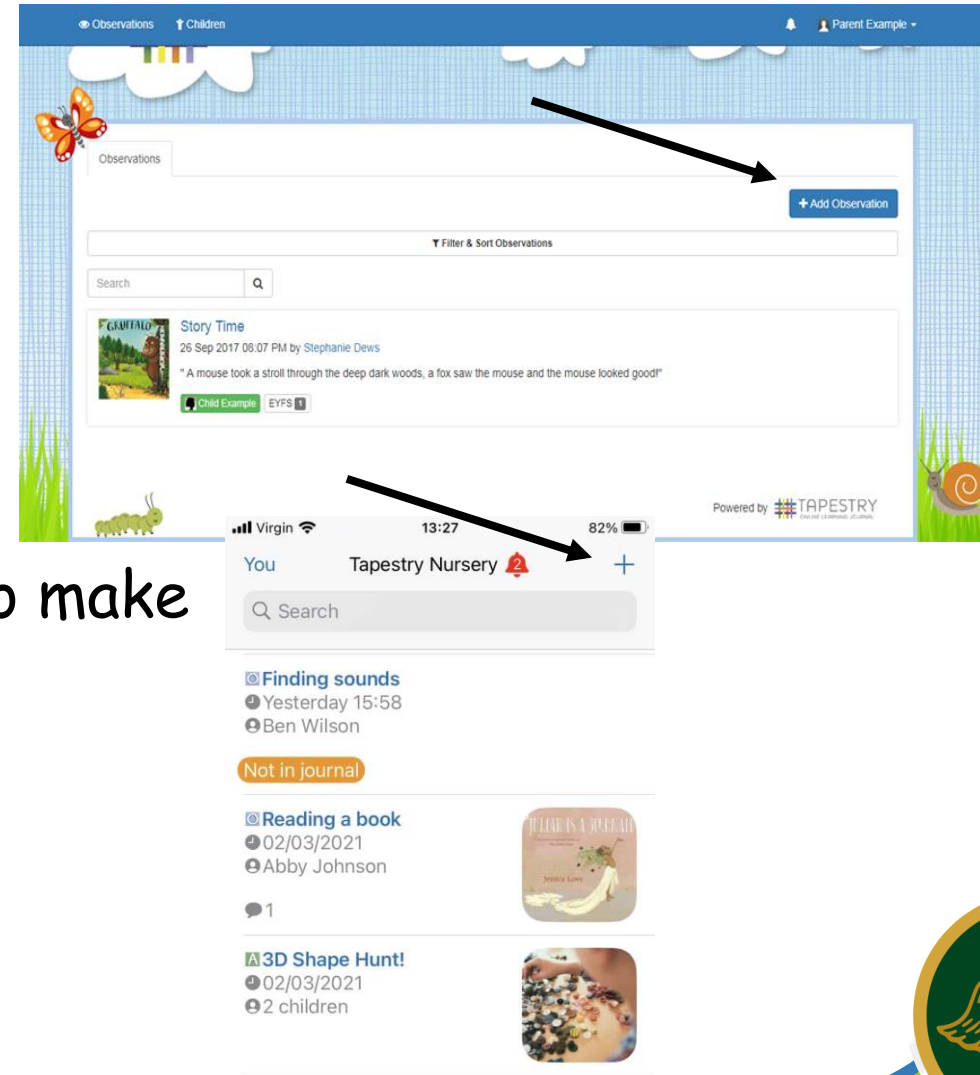 Observations Children Parent Example
Observations
+ Add Observation
Filter & Sort Observations
Search
GRUFFALO
Story Time
26 Sep 2017 08:07 PM by Stephanie Dews
" A mouse took a stroll through the deep dark woods, a fox saw the mouse and the mouse looked good!"
Child Example EYFS 1
Powered by TAPESTRY
ONLINE LEARNING JOURNAL
make
Virgin 13:27 82%
You Tapestry Nursery 2 +
Search
Finding sounds
Yesterday 15:58
Ben Wilson
Not in journal
Reading a book
02/03/2021
Abby Johnson
1
JULIAN IS A MERMAID
Jessica Love
A 3D Shape Hunt!
02/03/2021
2 children